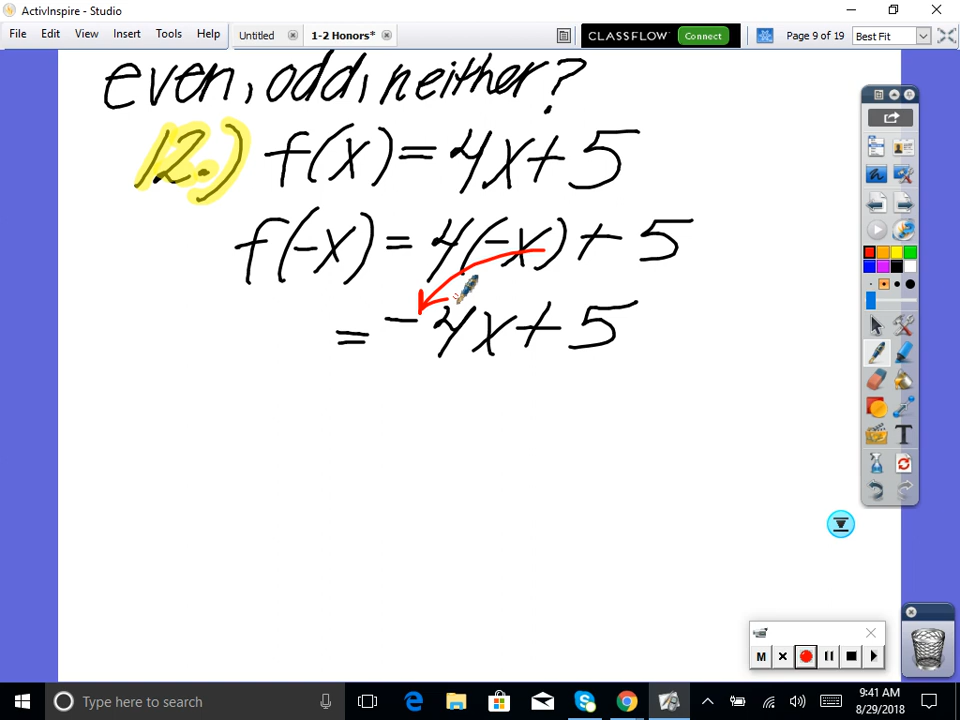 ActivInspire - Studio
File Edit View Insert Tools Help Untitled 1-2 Honors* CLASSFLOW Connect Page 9 of 19 Best Fit
even, odd, neither?
12.) f(x) = 4x + 5
f(-x) = 4(-x) + 5
= -4x + 5
T
M
Type here to search
9:41 AM
8/29/2018